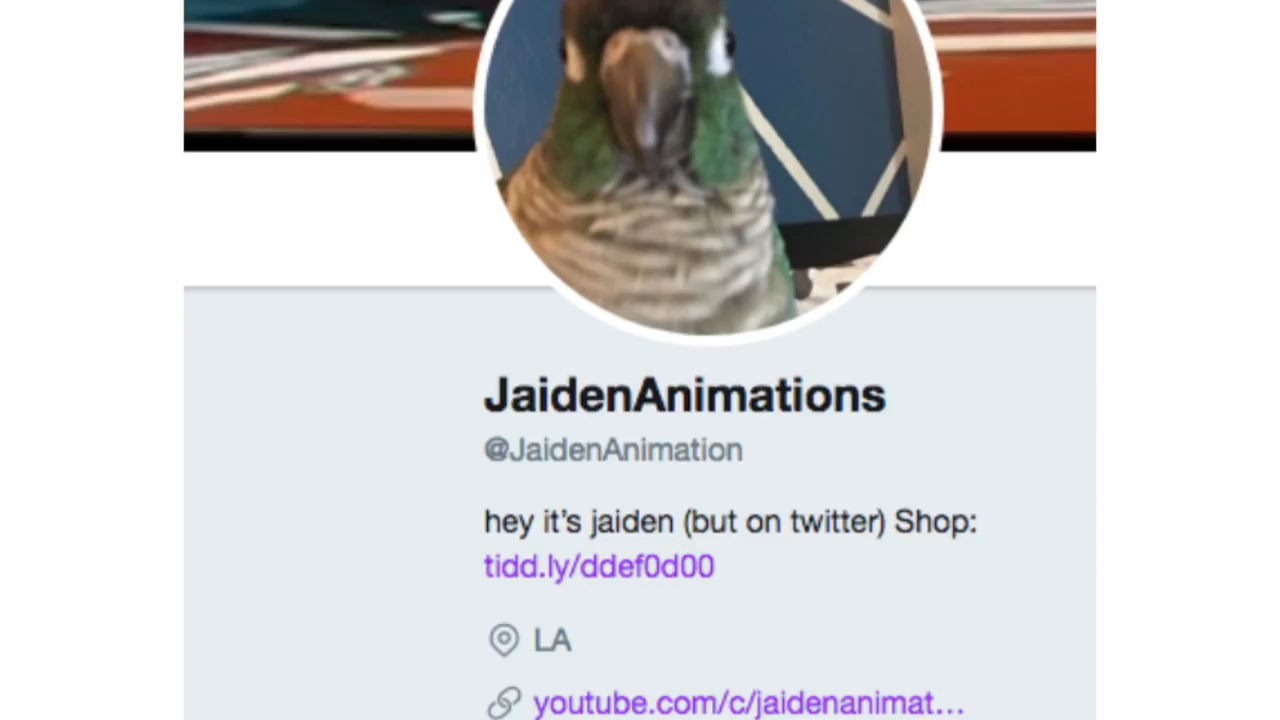 JaidenAnimations
@JaidenAnimation
hey it's jaiden (but on twitter) Shop:
tidd.ly/ddef0d00
LA
youtube.com/c/jaidenanimat...